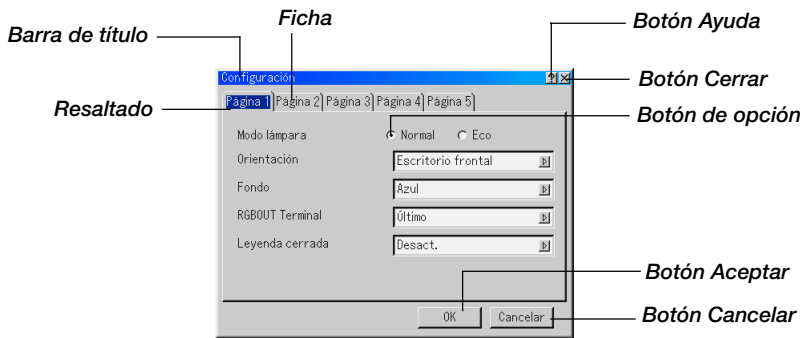 Ficha
Botón Ayuda
Barra de título
Configuración
Botón Cerrar
Resaltado
Página 1 Página 2 Página 3 Página 4 Página 5
Botón de opción
Modo lámpara Normal Eco
Orientación Escritorio frontal
Fondo Azul
RGBOUT Terminal Último
Leyenda cerrada Desact.
Botón Aceptar
OK Cancelar
Botón Cancelar